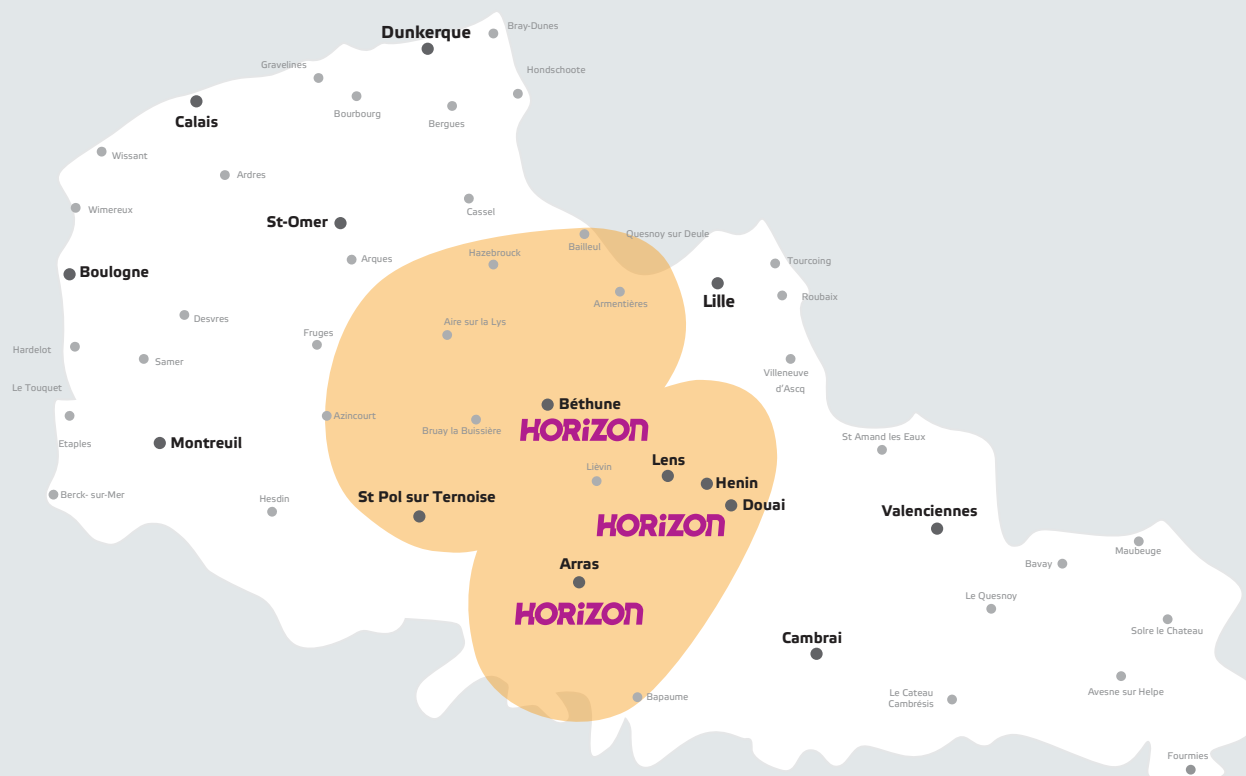 Bray-Dunes
Dunkerque
Gravelines
Hondschoote
Bourbourg
Calais
Bergues
Wissant
Ardres
Wimereux
Cassel
St-Omer
Quesnoy sur Deule
Bailleul
Hazebrouck
Arques
Tourcoing
Boulogne
Roubaix
Lille
Armentières
Desvres
Aire sur la Lys
Fruges
Hardelot
Samer
Villeneuve
d'Ascq
Le Touquet
Béthune
Azincourt
Bruay la Buissière
HORiZON
St Amand les Eaux
Etaples
Montreuil
Lens
Liévin
Henin
Berck- sur-Mer
Hesdin
St Pol sur Ternoise
Douai
Valenciennes
HORiZON
Maubeuge
Arras
Bavay
Le Quesnoy
HORiZON
Solre le Chateau
Cambrai
Avesne sur Helpe
Le Cateau
Cambrésis
Bapaume
Fourmies